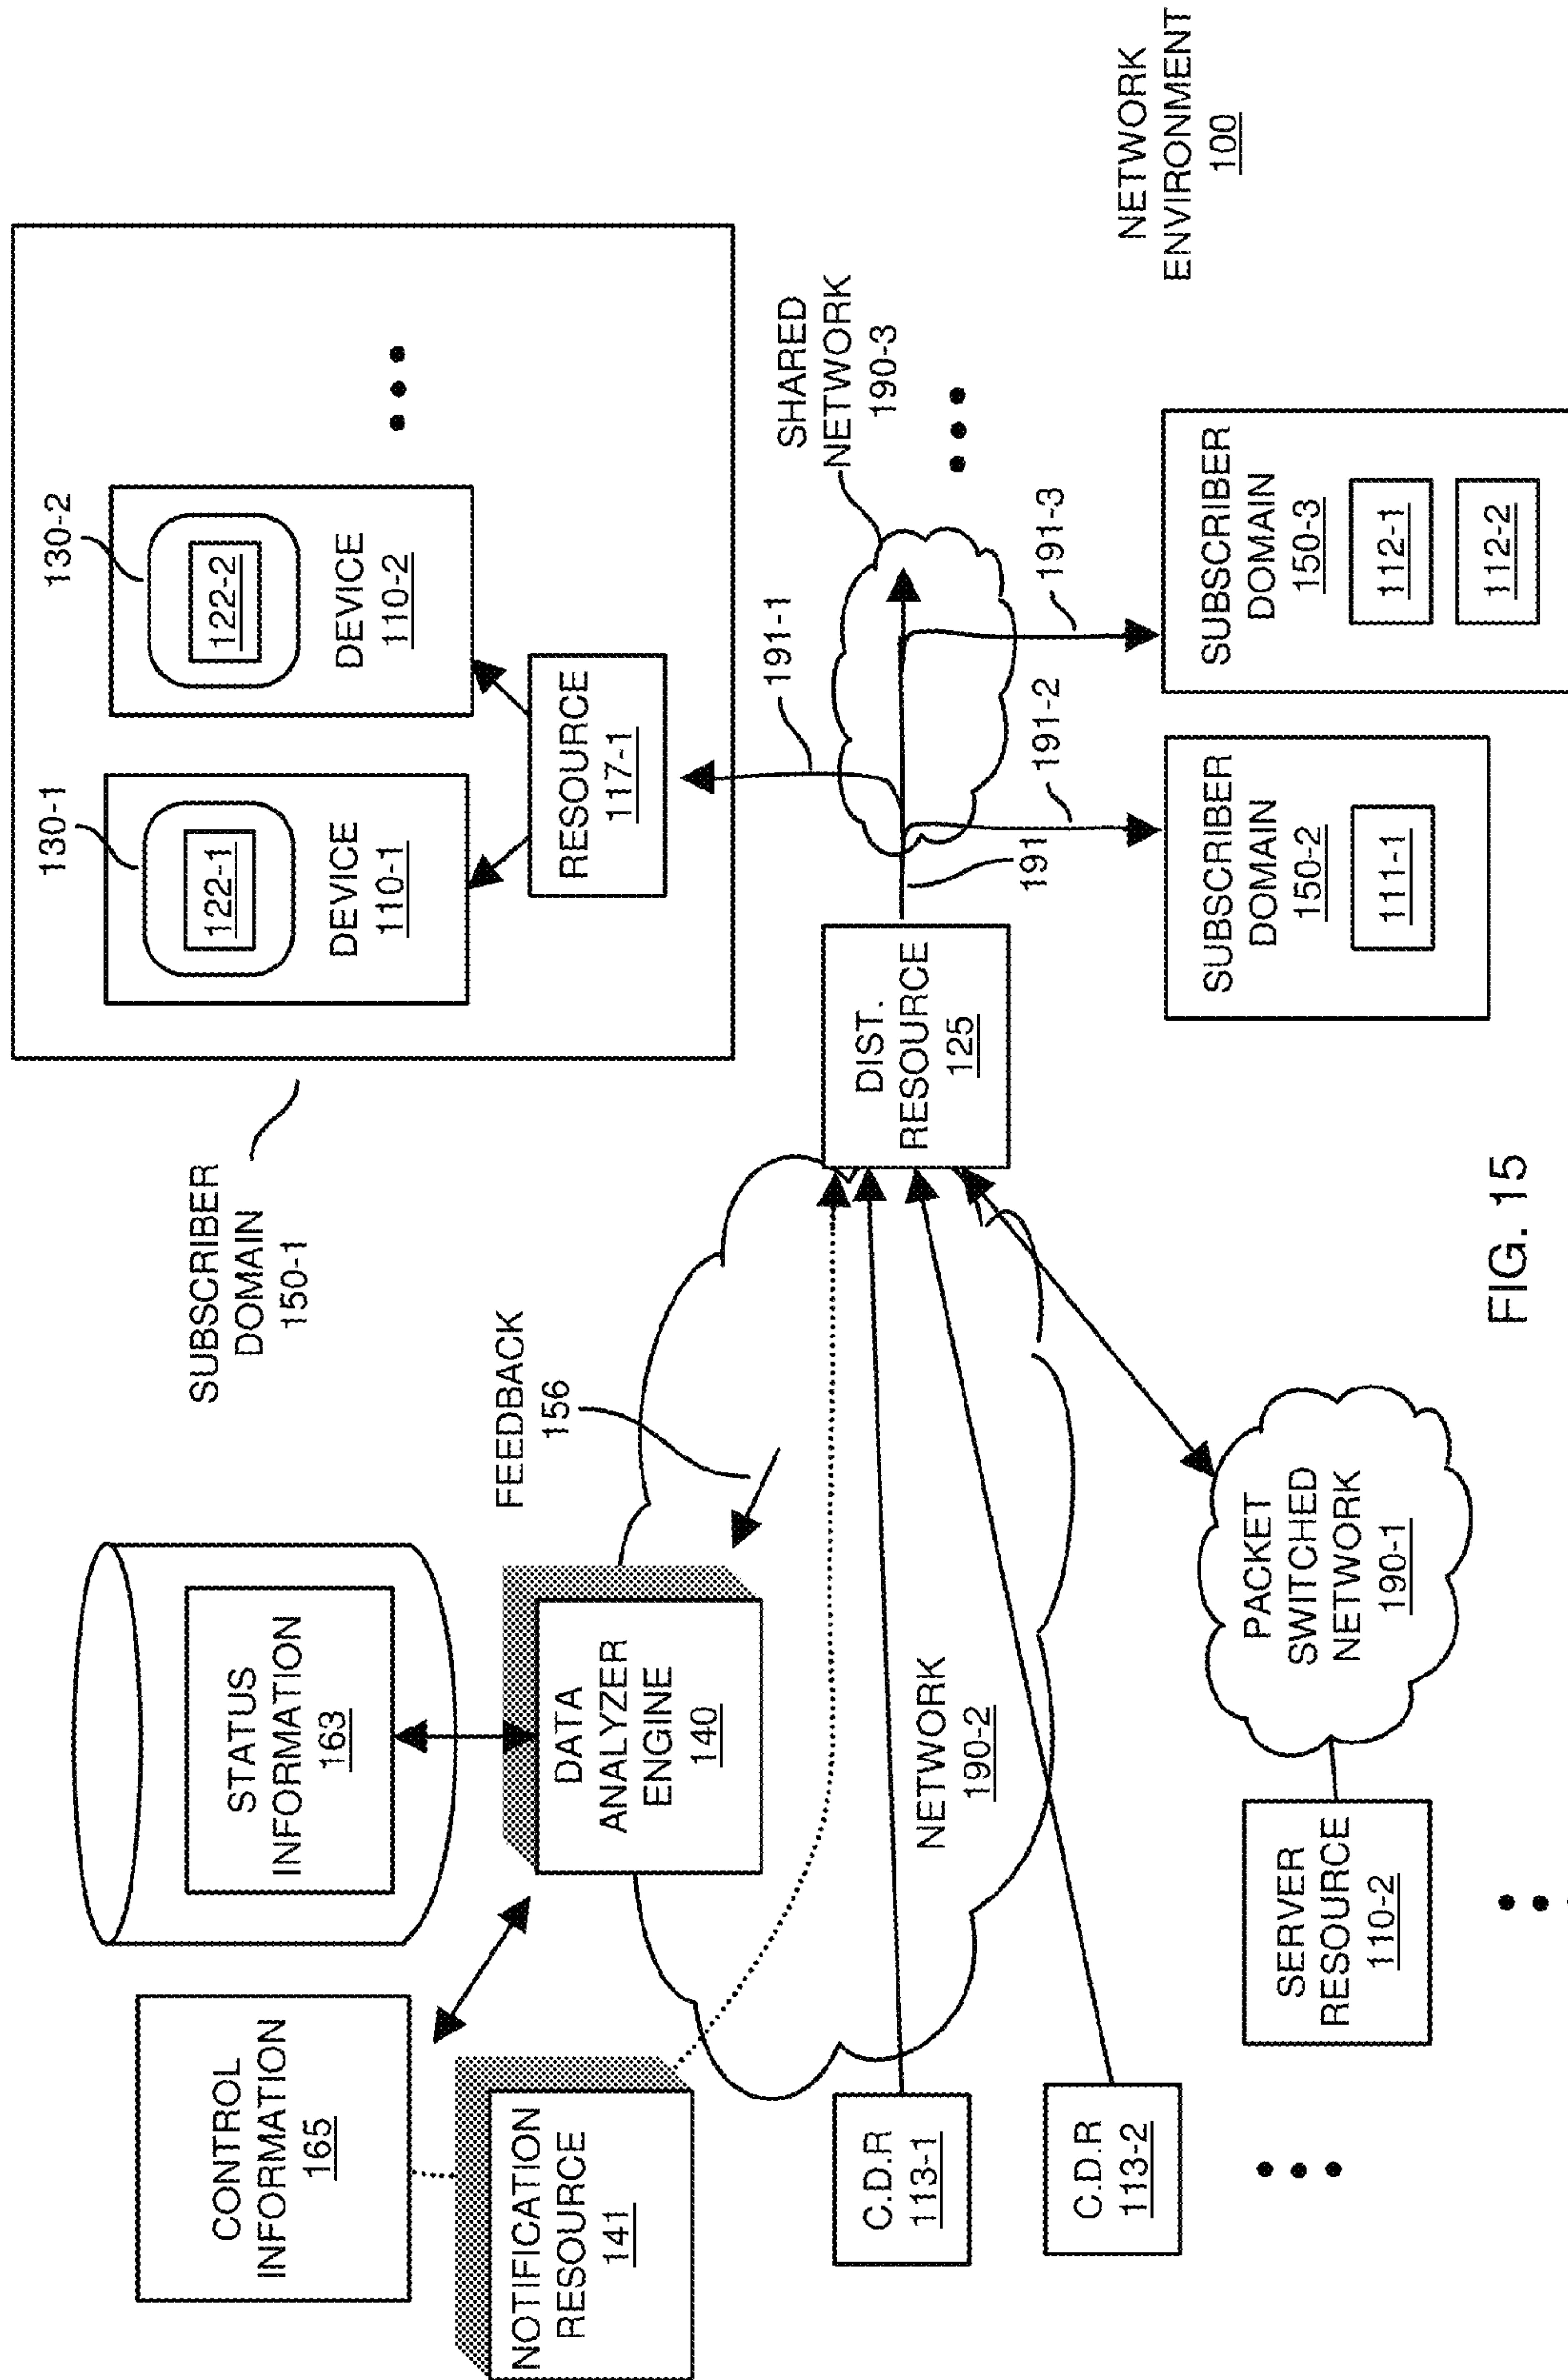 CONTROL
INFORMATION
165
STATUS
INFORMATION
163
NOTIFICATION
RESOURCE
141
DATA
ANALYZER
ENGINE
140
FEEDBACK
156
SUBSCRIBER
DOMAIN
150-1
130-1
122-1
DEVICE
110-1
130-2
122-2
DEVICE
110-2
RESOURCE
117-1
C.D.R
113-1
C.D.R
113-2
NETWORK
190-2
DIST.
RESOURCE
125
191
191-1
191-2
191-3
SHARED
NETWORK
190-3
SERVER
RESOURCE
110-2
PACKET
SWITCHED
NETWORK
190-1
SUBSCRIBER
DOMAIN
150-2
111-1
SUBSCRIBER
DOMAIN
150-3
112-1
112-2
NETWORK
ENVIRONMENT
100
FIG. 15